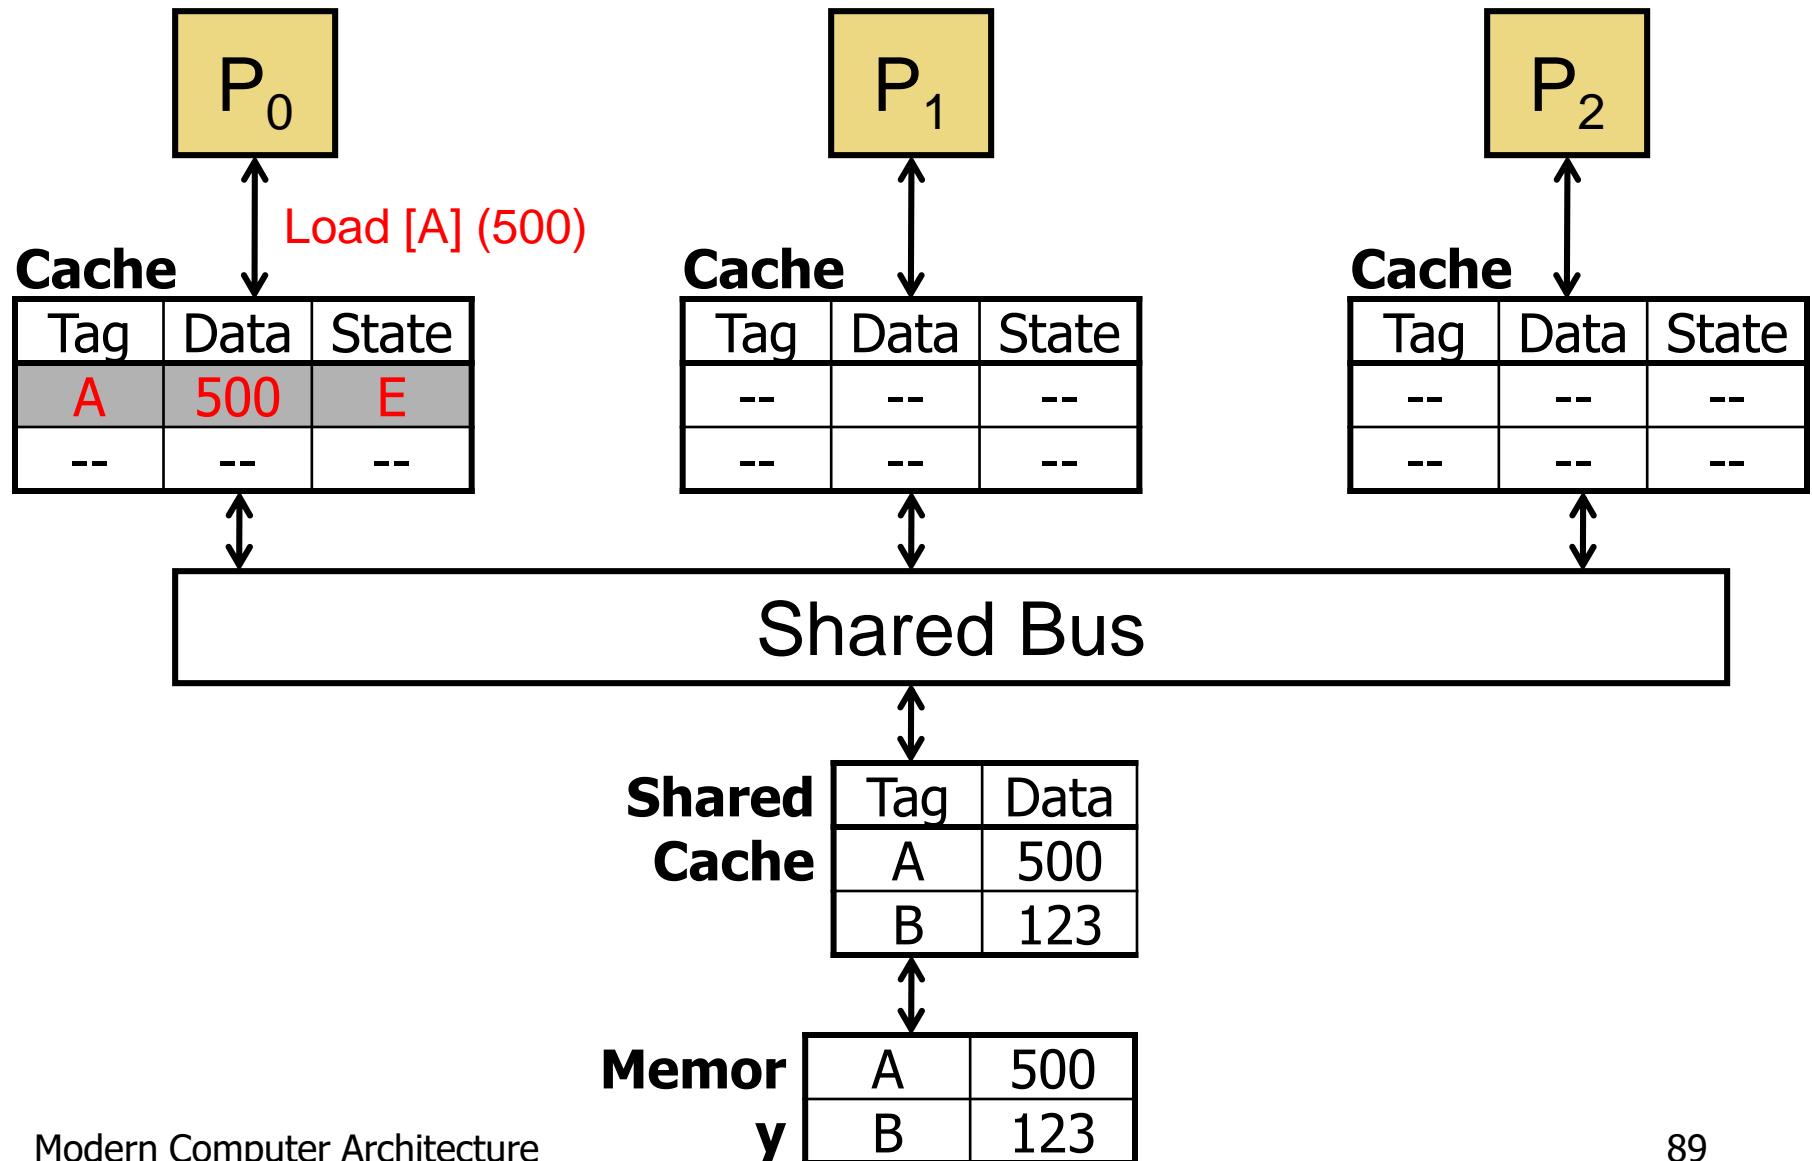 P0 P1 P2
Load [A] (500)
Cache Cache Cache
Tag Data State Tag Data State Tag Data State
A 500 E -- -- -- -- -- --
-- -- -- -- -- -- -- -- --
Shared Bus
Shared Tag Data
Cache A 500
B 123
Memor A 500
y B 123
Modern Computer Architecture 89